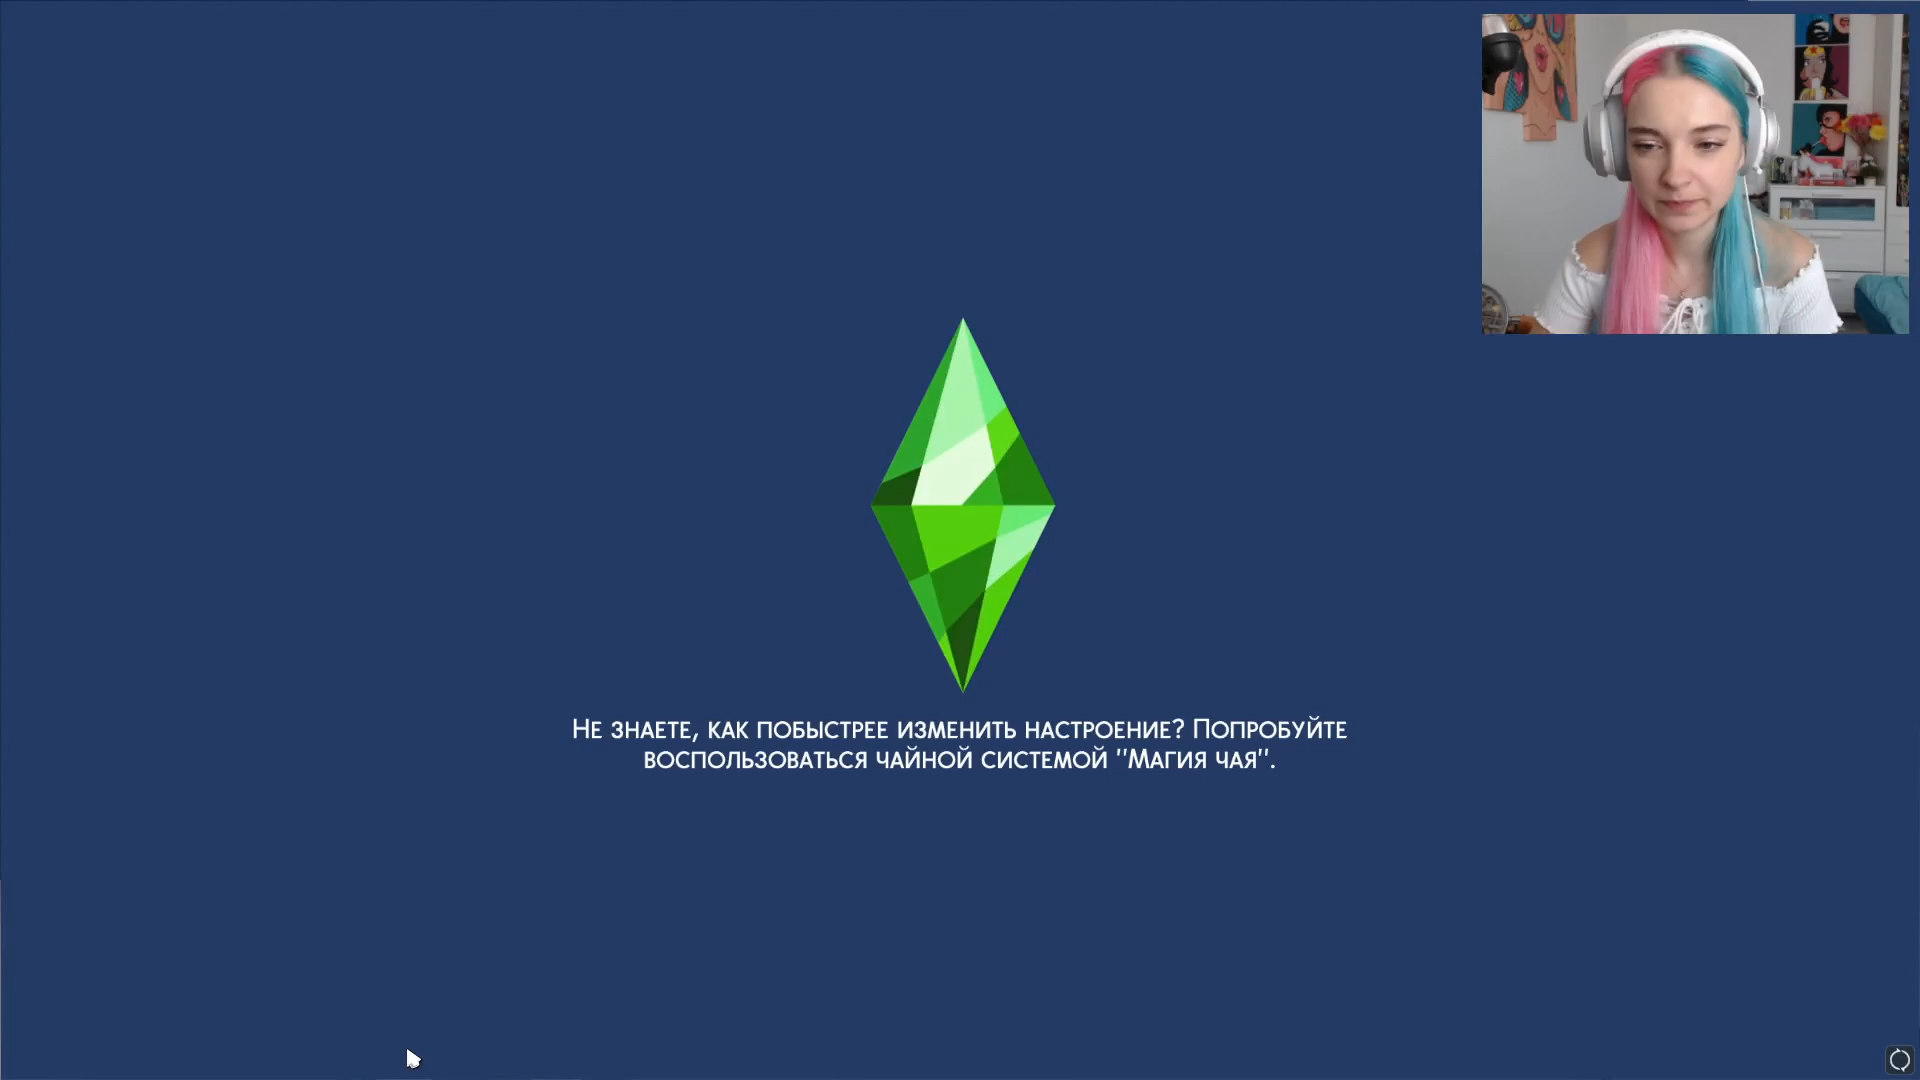 Не знаете, как побыстрее изменить настроение? Попробуйте
воспользоваться чайной системой "Магия чая".